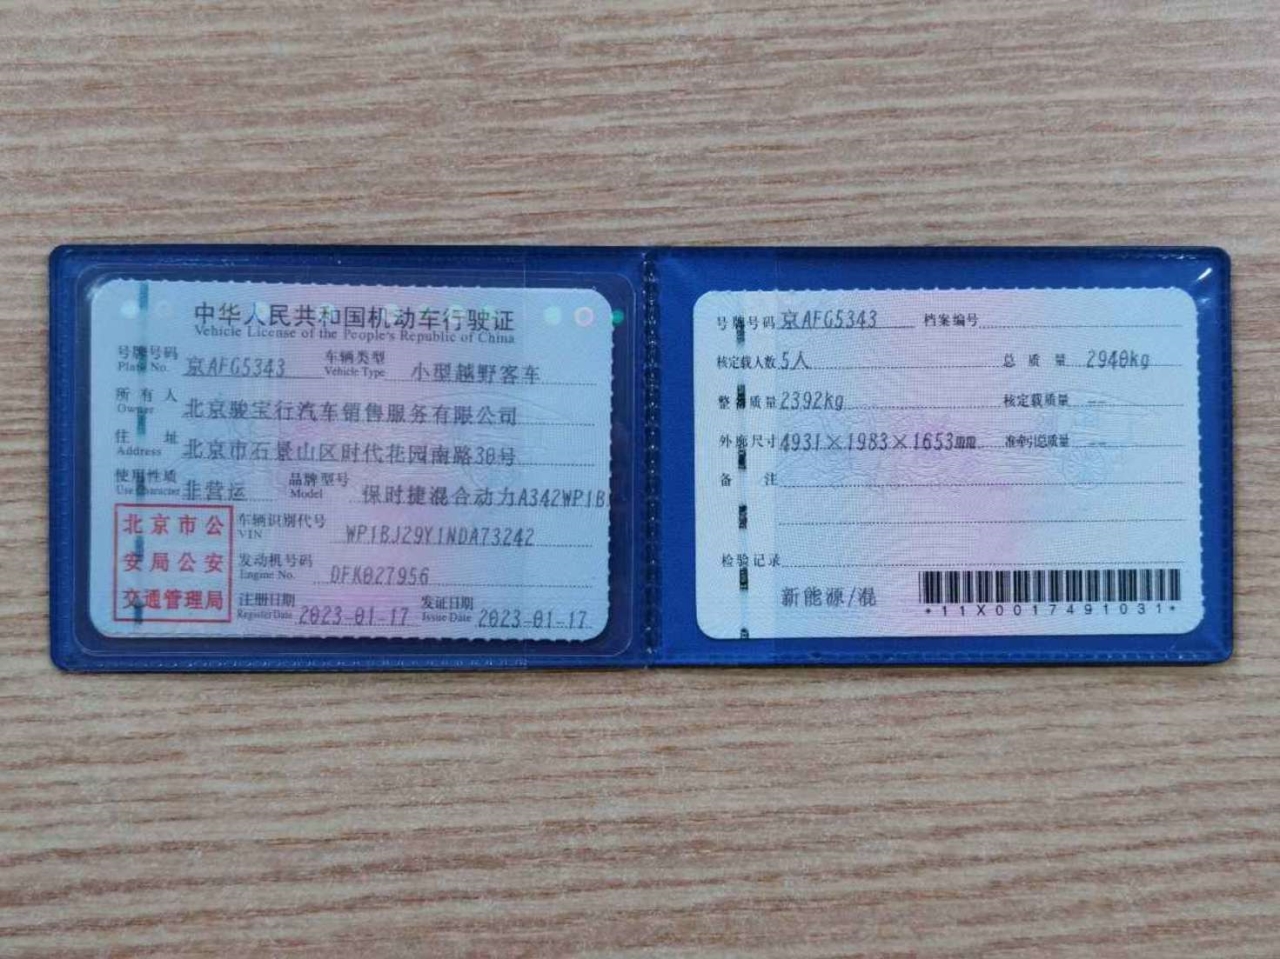 中华人民共和国机动车行驶证
Vehicle License of the People's Republic of China
号牌号码 京AFG5343 车辆类型 小型越野客车
Plate No. Vehicle Type
所有人 北京骏宝行汽车销售服务有限公司
Owner
住址 北京市石景山区时代花园南路30号
Address
使用性质 非营运 品牌型号 保时捷混合动力A342WP1B
Use Character Model
北京市公
安局公安
交通管理局
车辆识别代号 WP1BJ29Y1NDA73242
VIN
发动机号码 DFK027956
Engine No.
注册日期 2023-01-17 发证日期 2023-01-17
Register Date Issue Date
号牌号码 京AFG5343 档案编号
核定载人数 5人 总质量 2940kg
整备质量 2392kg 核定载质量 --
外廓尺寸 4931×1983×1653mm 准牵引总质量 --
备注
检验记录
新能源/混
*11X0017491031*